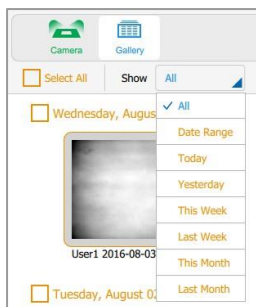 Camera Gallery
Select All Show All
Wednesday, Augus
✓ All
Date Range
Today
Yesterday
This Week
Last Week
This Month
Last Month
User1 2016-08-03
Tuesday, August 02